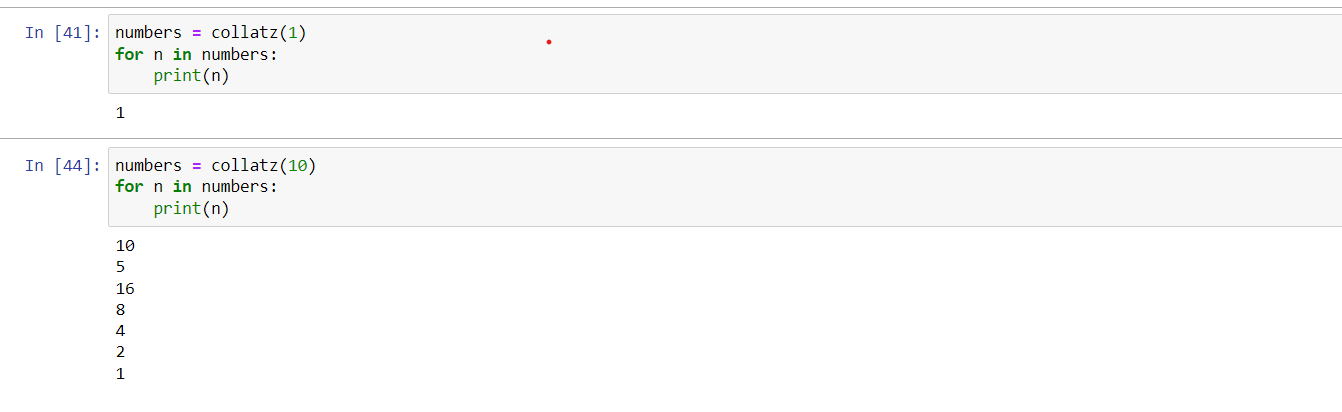 In [41]: numbers = collatz(1)
for n in numbers:
    print(n)
1
In [44]: numbers = collatz(10)
for n in numbers:
    print(n)
10
5
16
8
4
2
1